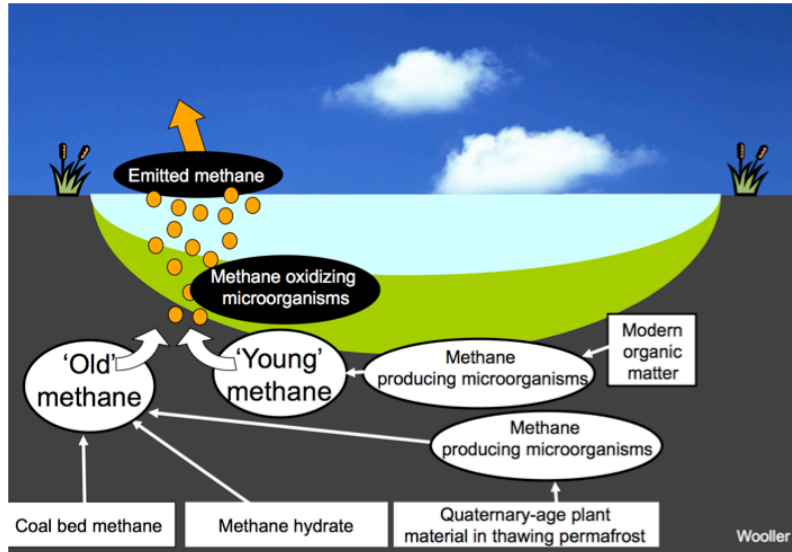 Emitted methane
Methane oxidizing
microorganisms
'Old'
methane
'Young'
methane
Methane
producing microorganisms
Modern
organic
matter
Methane
producing microorganisms
Coal bed methane
Methane hydrate
Quaternary-age plant
material in thawing permafrost
Wooller